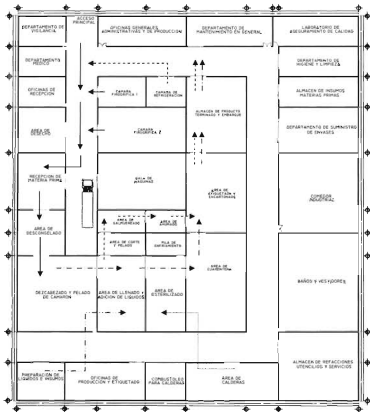 DEPARTAMENTO DE
VIGILANCIA
ACCESO
PRINCIPAL
OFICINAS GENERALES
ADMINISTRATIVAS Y DE PRODUCCION
DEPARTAMENTO DE
MANTENIMIENTO EN GENERAL
LABORATORIO DE
ASEGURAMIENTO DE CALIDAD
DEPARTAMENTO
MEDICO
DEPARTAMENTO DE
HIGIENE Y LIMPIEZA
OFICINAS DE
RECEPCION
CAMARA
FRIGORIFICA 1
CAMARA DE
REFRIGERACION
ALMACEN DE INSUMOS
MATERIAS PRIMAS
ALMACEN DE PRODUCTO
TERMINADO Y EMBARQUE
AREA DE
CAMARA
FRIGORIFICA 2
DEPARTAMENTO DE SUMINISTRO
DE ENVASES
RECEPCION DE
MATERIA PRIMA
SALA DE
MAQUINAS
AREA DE
ETIQUETADO Y
ENCARTONADO
COMEDOR
INDUSTRIAL
AREA DE
SALMUERADO
AREA DE
AREA DE
DESCONGELADO
AREA DE CORTE
Y PELADO
AREA DE
BAÑOS Y VESTIDORES
DESCABEZADO Y PELADO
DE CAMARON
AREA DE LLENADO Y
ADICION DE LIQUIDOS
AREA DE
ESTERILIZADO
ALMACEN DE REFACCIONES
UTENCILIOS Y SERVICIOS
PREPARACION DE
LIQUIDOS E INSUMOS
OFICINAS DE
PRODUCCION Y ETIQUETADO
COMBUSTIBLES
PARA CALDERAS
AREA DE
CALDERAS